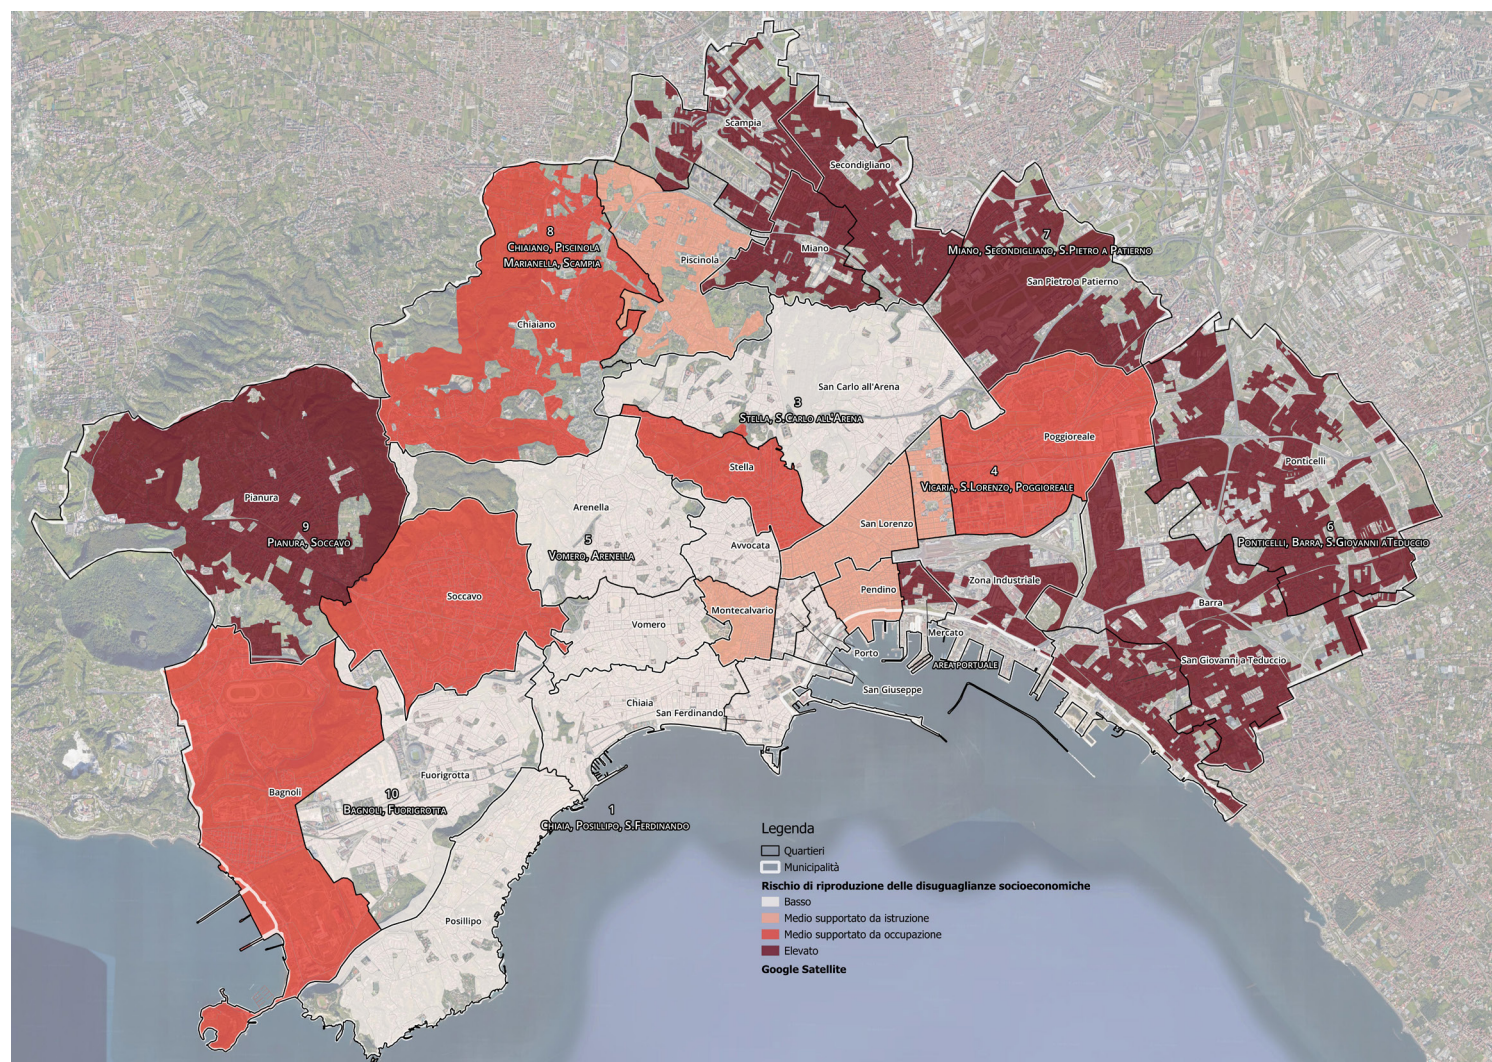 Scampia
Secondigliano
8
Chiaiano, Piscinola
Marianella, Scampia
Miano
Piscinola
7
Miano, Secondigliano, S.Pietro a Patierno
San Pietro a Patierno
Chiaiano
San Carlo all'Arena
3
Stella, S.Carlo all'Arena
Poggioreale
Stella
4
Vicaria, S.Lorenzo, Poggioreale
Ponticelli
Pianura
9
Pianura, Soccavo
Arenella
5
Vomero, Arenella
San Lorenzo
6
Ponticelli, Barra, S.Giovanni aTeduccio
Avvocata
Zona Industriale
Pendino
Soccavo
Montecalvario
Barra
Vomero
Mercato
Porto
AREA PORTUALE
San Giovanni a Teduccio
San Giuseppe
Chiaia
San Ferdinando
Fuorigrotta
Bagnoli
10
Bagnoli, Fuorigrotta
1
Chiaia, Posillipo, S.Ferdinando
Posillipo
Legenda
Quartieri
Municipalità
Rischio di riproduzione delle disuguaglianze socioeconomiche
Basso
Medio supportato da istruzione
Medio supportato da occupazione
Elevato
Google Satellite